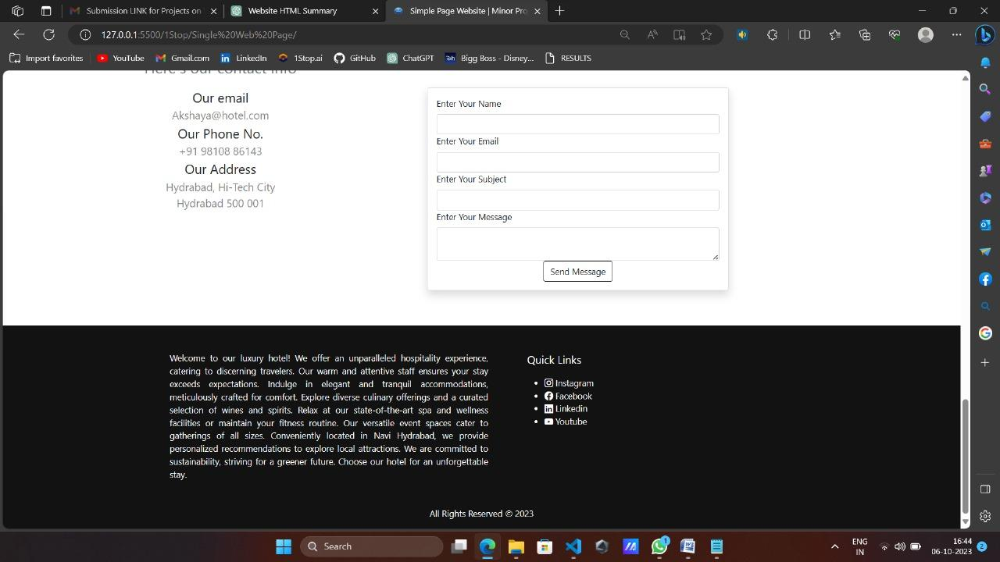 Submission LINK for Projects on
Website HTML Summary
Simple Page Website | Minor Pro
127.0.0.1:5500/1Stop/Single%20Web%20Page/
Import favorites
YouTube
Gmail.com
LinkedIn
1Stop.ai
GitHub
ChatGPT
Bigg Boss - Disney...
RESULTS
Here's our contact info
Our email
Akshaya@hotel.com
Our Phone No.
+91 98108 86143
Our Address
Hydrabad, Hi-Tech City
Hydrabad 500 001
Enter Your Name
Enter Your Email
Enter Your Subject
Enter Your Message
Send Message
Welcome to our luxury hotel! We offer an unparalleled hospitality experience,
catering to discerning travelers. Our warm and attentive staff ensures your stay
exceeds expectations. Indulge in elegant and tranquil accommodations,
meticulously crafted for comfort. Explore diverse culinary offerings and a curated
selection of wines and spirits. Relax at our state-of-the-art spa and wellness
facilities or maintain your fitness routine. Our versatile event spaces cater to
gatherings of all sizes. Conveniently located in Navi Hydrabad, we provide
personalized recommendations to explore local attractions. We are committed to
sustainability, striving for a greener future. Choose our hotel for an unforgettable
stay.
Quick Links
Instagram
Facebook
Linkedin
Youtube
All Rights Reserved © 2023
Search
1
ENG
IN
16:44
06-10-2023
2